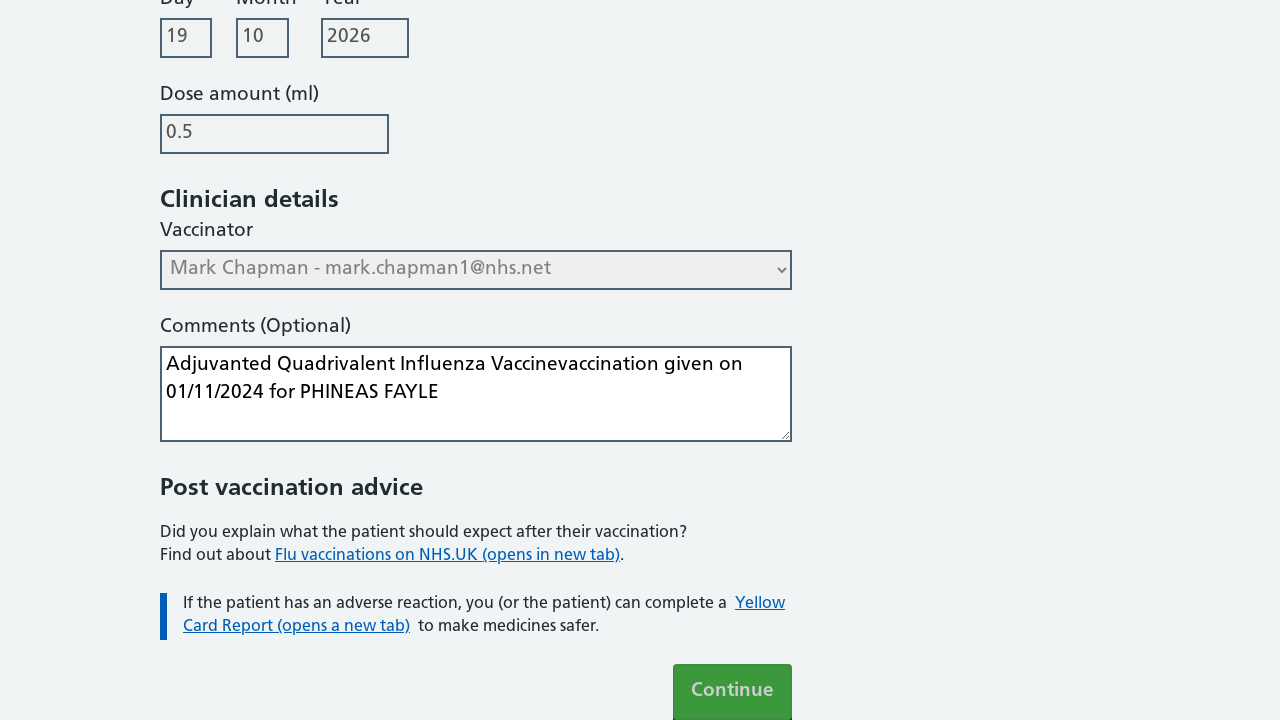 Day Month Year
19 10 2026
Dose amount (ml)
0.5
Clinician details
Vaccinator
Mark Chapman - mark.chapman1@nhs.net
Comments (Optional)
Adjuvanted Quadrivalent Influenza Vaccinevaccination given on
01/11/2024 for PHINEAS FAYLE
Post vaccination advice
Did you explain what the patient should expect after their vaccination?
Find out about Flu vaccinations on NHS.UK (opens in new tab).
If the patient has an adverse reaction, you (or the patient) can complete a Yellow
Card Report (opens a new tab) to make medicines safer.
Continue